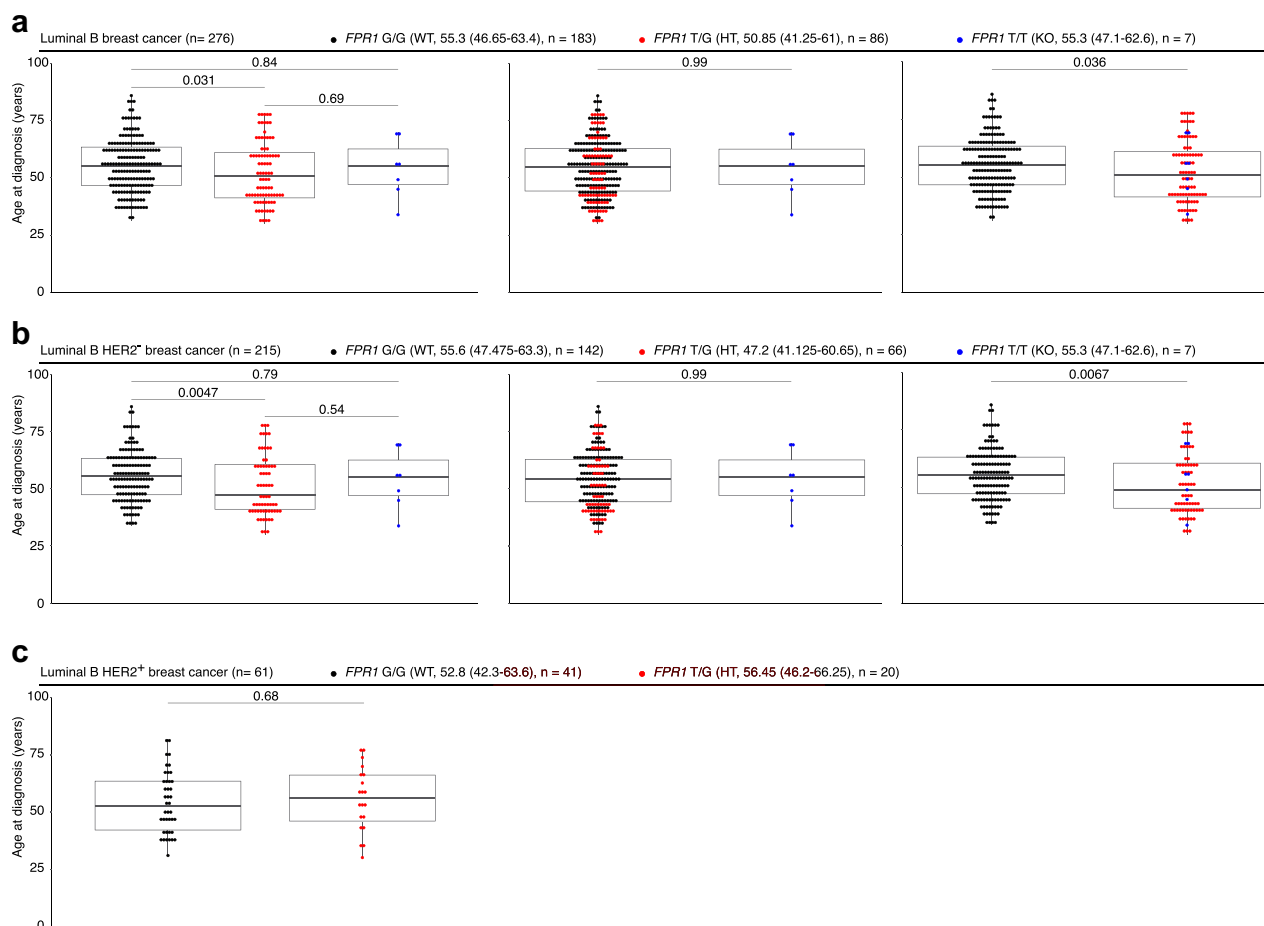 a
Luminal B breast cancer (n= 276)
FPR1 G/G (WT, 55.3 (46.65-63.4), n = 183)
FPR1 T/G (HT, 50.85 (41.25-61), n = 86)
FPR1 T/T (KO, 55.3 (47.1-62.6), n = 7)
Age at diagnosis (years)
100
75
50
25
0
0.84
0.031
0.69
0.99
0.036
b
Luminal B HER2⁻ breast cancer (n = 215)
FPR1 G/G (WT, 55.6 (47.475-63.3), n = 142)
FPR1 T/G (HT, 47.2 (41.125-60.65), n = 66)
FPR1 T/T (KO, 55.3 (47.1-62.6), n = 7)
Age at diagnosis (years)
100
75
50
25
0
0.79
0.0047
0.54
0.99
0.0067
c
Luminal B HER2⁺ breast cancer (n= 61)
FPR1 G/G (WT, 52.8 (42.3-63.6), n = 41)
FPR1 T/G (HT, 56.45 (46.2-66.25), n = 20)
Age at diagnosis (years)
100
75
50
25
0
0.68